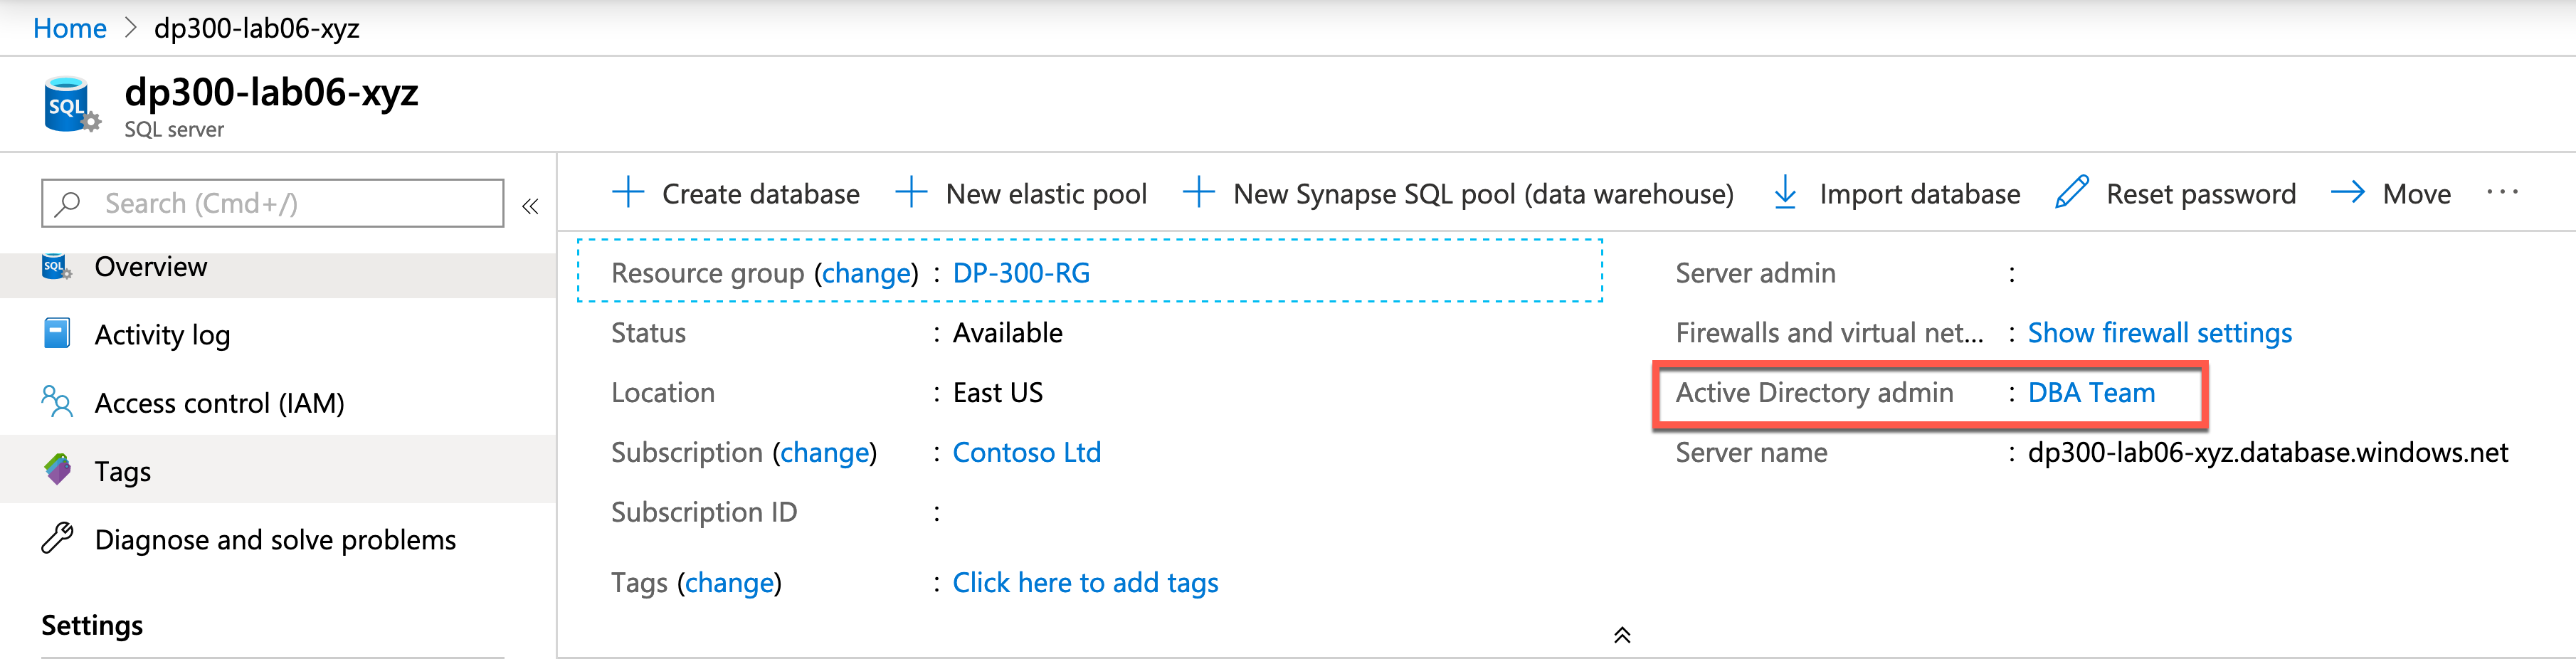 Home > dp300-lab06-xyz
SQL
dp300-lab06-xyz
SQL server
Search (Cmd+/)
«
SQL Overview
Activity log
Access control (IAM)
Tags
Diagnose and solve problems
Settings
Create database New elastic pool New Synapse SQL pool (data warehouse) Import database Reset password Move ...
Resource group (change) : DP-300-RG
Status : Available
Location : East US
Subscription (change) : Contoso Ltd
Subscription ID :
Tags (change) : Click here to add tags
Server admin :
Firewalls and virtual net... : Show firewall settings
Active Directory admin : DBA Team
Server name : dp300-lab06-xyz.database.windows.net